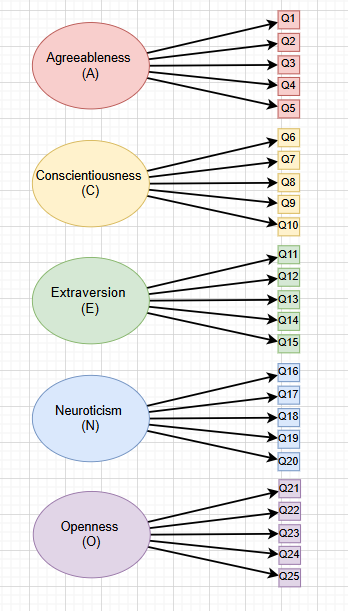 Agreeableness
(A)
Q1
Q2
Q3
Q4
Q5
Conscientiousness
(C)
Q6
Q7
Q8
Q9
Q10
Extraversion
(E)
Q11
Q12
Q13
Q14
Q15
Neuroticism
(N)
Q16
Q17
Q18
Q19
Q20
Openness
(O)
Q21
Q22
Q23
Q24
Q25